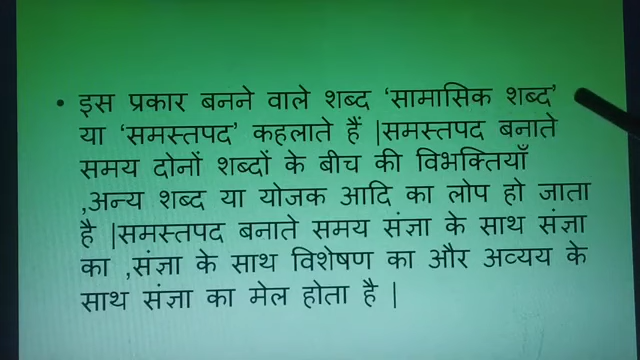 • इस प्रकार बनने वाले शब्द ‘सामासिक शब्द’
या ‘समस्तपद’ कहलाते हैं |समस्तपद बनाते
समय दोनों शब्दों के बीच की विभक्तियाँ
,अन्य शब्द या योजक आदि का लोप हो जाता
है |समस्तपद बनाते समय संज्ञा के साथ संज्ञा
का ,संज्ञा के साथ विशेषण का और अव्यय के
साथ संज्ञा का मेल होता है |